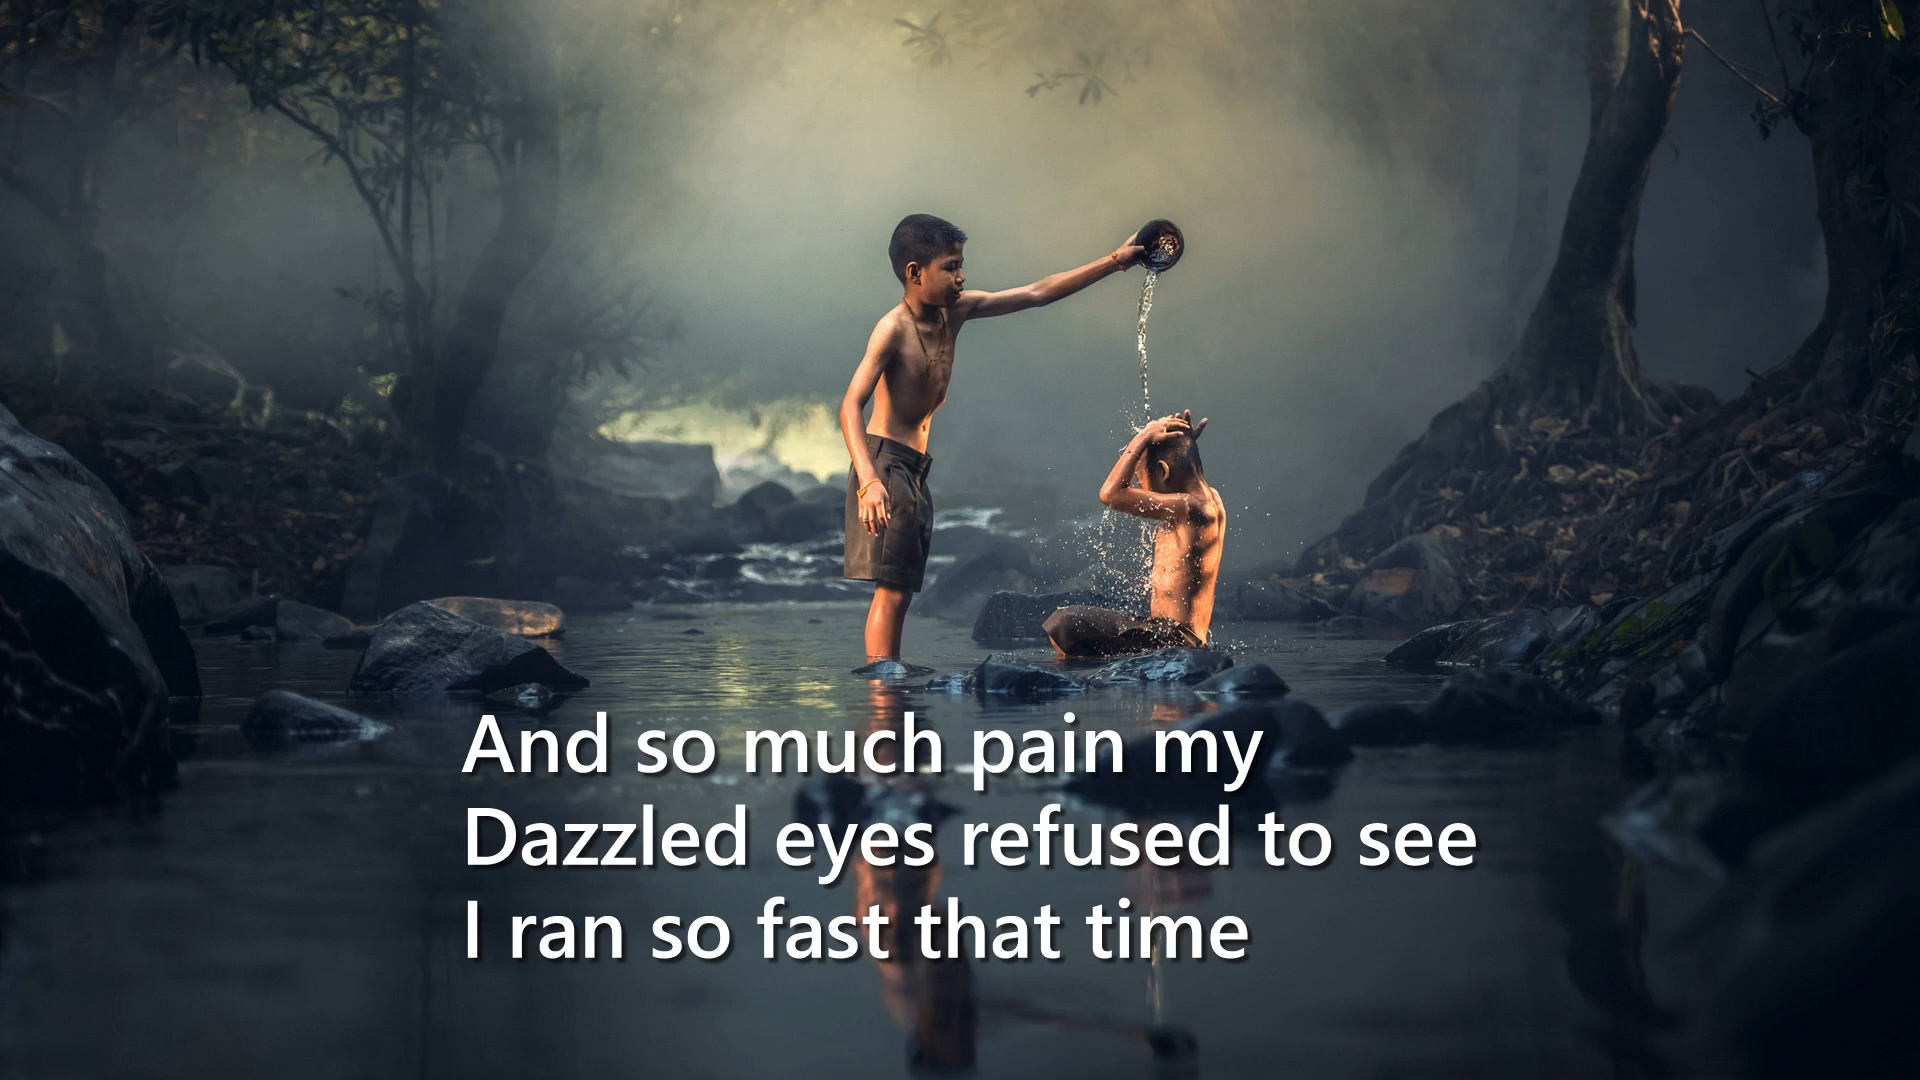 And so much pain my
Dazzled eyes refused to see
I ran so fast that time